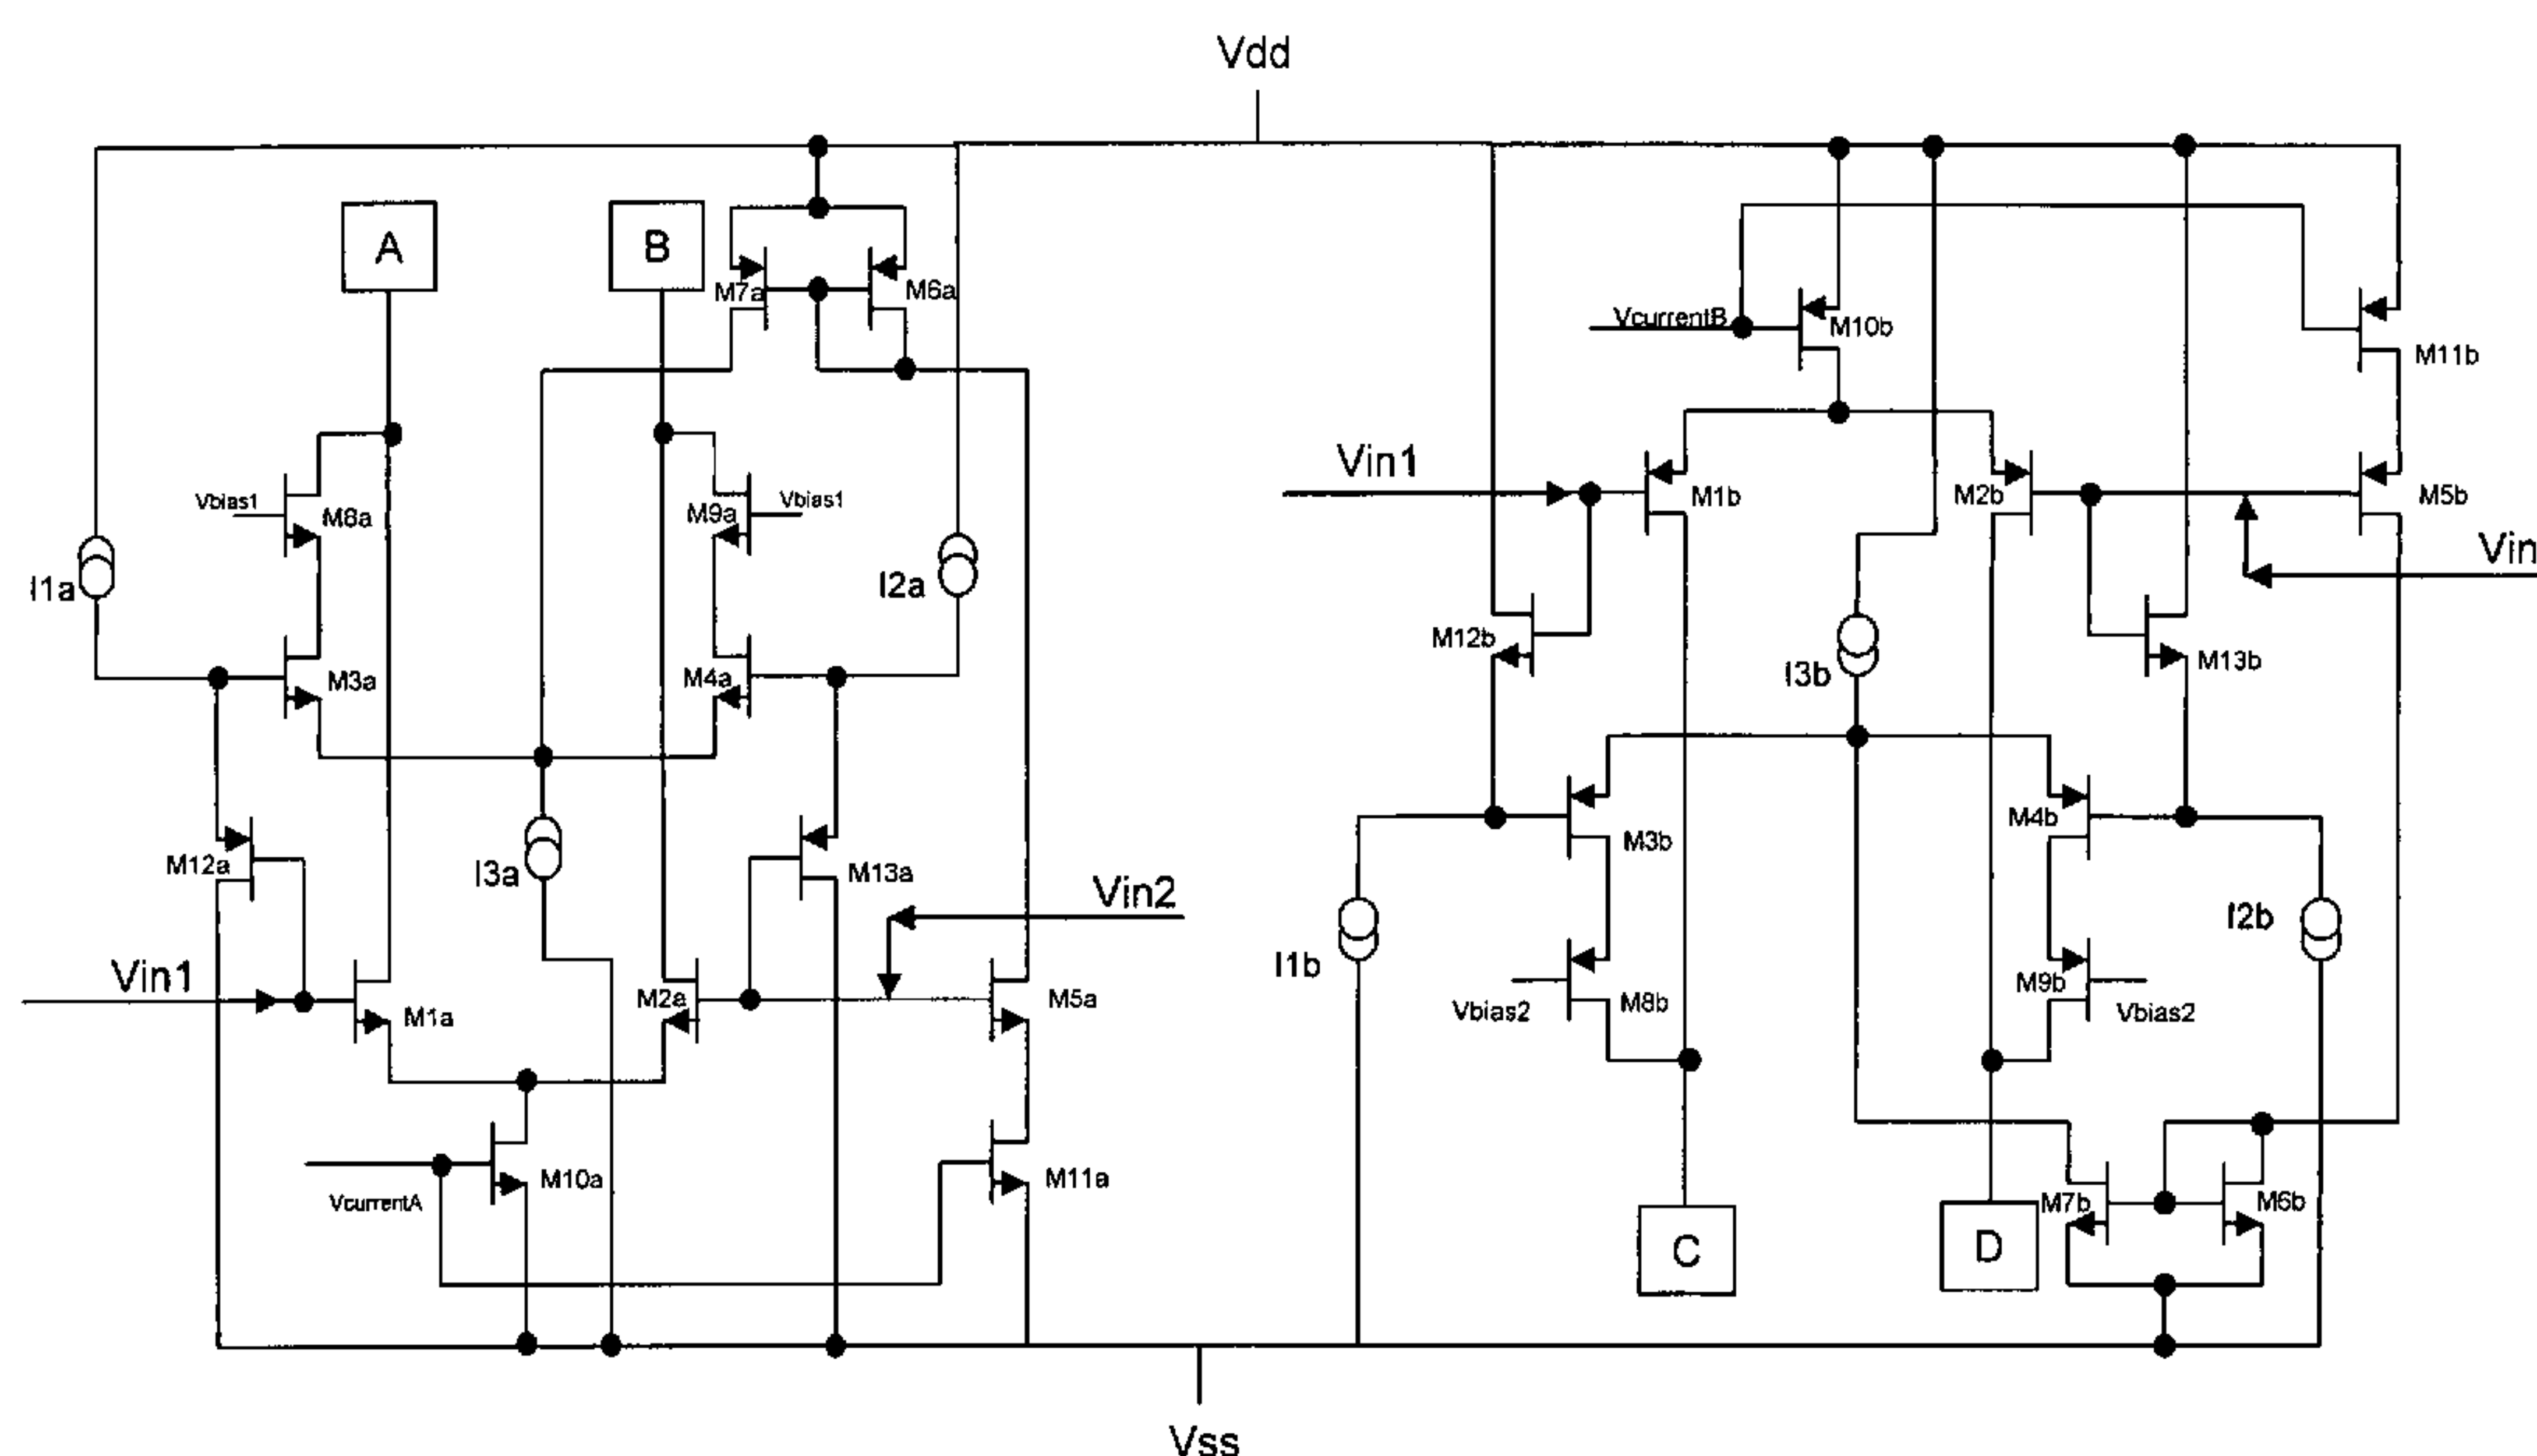 Vdd
A
B
M7a
M6a
VcurrentB
M10b
M11b
Vin1
M1b
M2b
M5b
Vbias1
M8a
M9a
Vbias1
Vin
I1a
I2a
M12b
I3b
M13b
M3a
M4a
M12a
I3a
M13a
M3b
M4b
Vin2
I1b
I2b
Vin1
M1a
M2a
M5a
Vbias2
M8b
M9b
Vbias2
VcurrentA
M10a
M11a
M7b
M6b
C
D
Vss